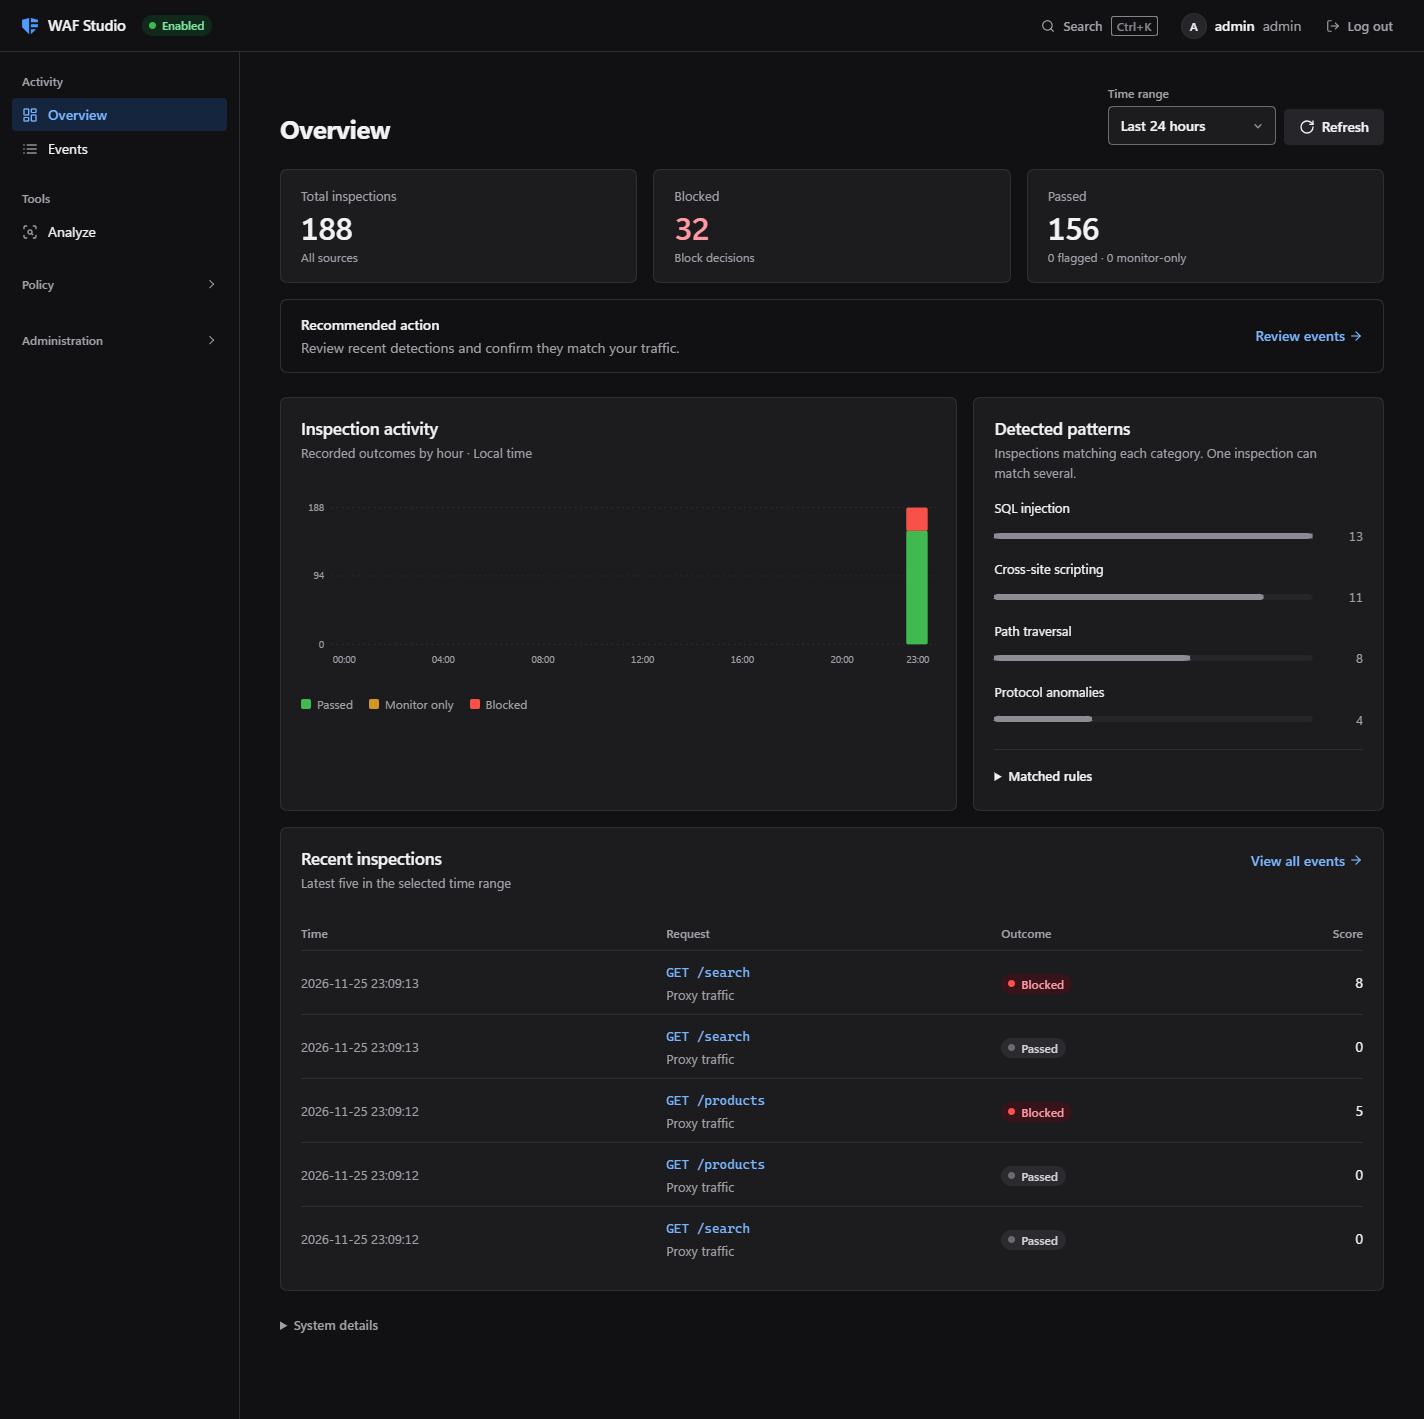 WAF Studio
Enabled
Search Ctrl+K
A admin admin
Log out
Activity
Overview
Events
Tools
Analyze
Policy
Administration
Overview
Time range
Last 24 hours
Refresh
Total inspections
188
All sources
Blocked
32
Block decisions
Passed
156
0 flagged · 0 monitor-only
Recommended action
Review recent detections and confirm they match your traffic.
Review events →
Inspection activity
Recorded outcomes by hour · Local time
188
94
0
00:00 04:00 08:00 12:00 16:00 20:00 23:00
Passed Monitor only Blocked
Detected patterns
Inspections matching each category. One inspection can
match several.
SQL injection
13
Cross-site scripting
11
Path traversal
8
Protocol anomalies
4
Matched rules
Recent inspections
Latest five in the selected time range
View all events →
Time Request Outcome Score
2026-11-25 23:09:13 GET /search Blocked 8
Proxy traffic
2026-11-25 23:09:13 GET /search Passed 0
Proxy traffic
2026-11-25 23:09:12 GET /products Blocked 5
Proxy traffic
2026-11-25 23:09:12 GET /products Passed 0
Proxy traffic
2026-11-25 23:09:12 GET /search Passed 0
Proxy traffic
System details